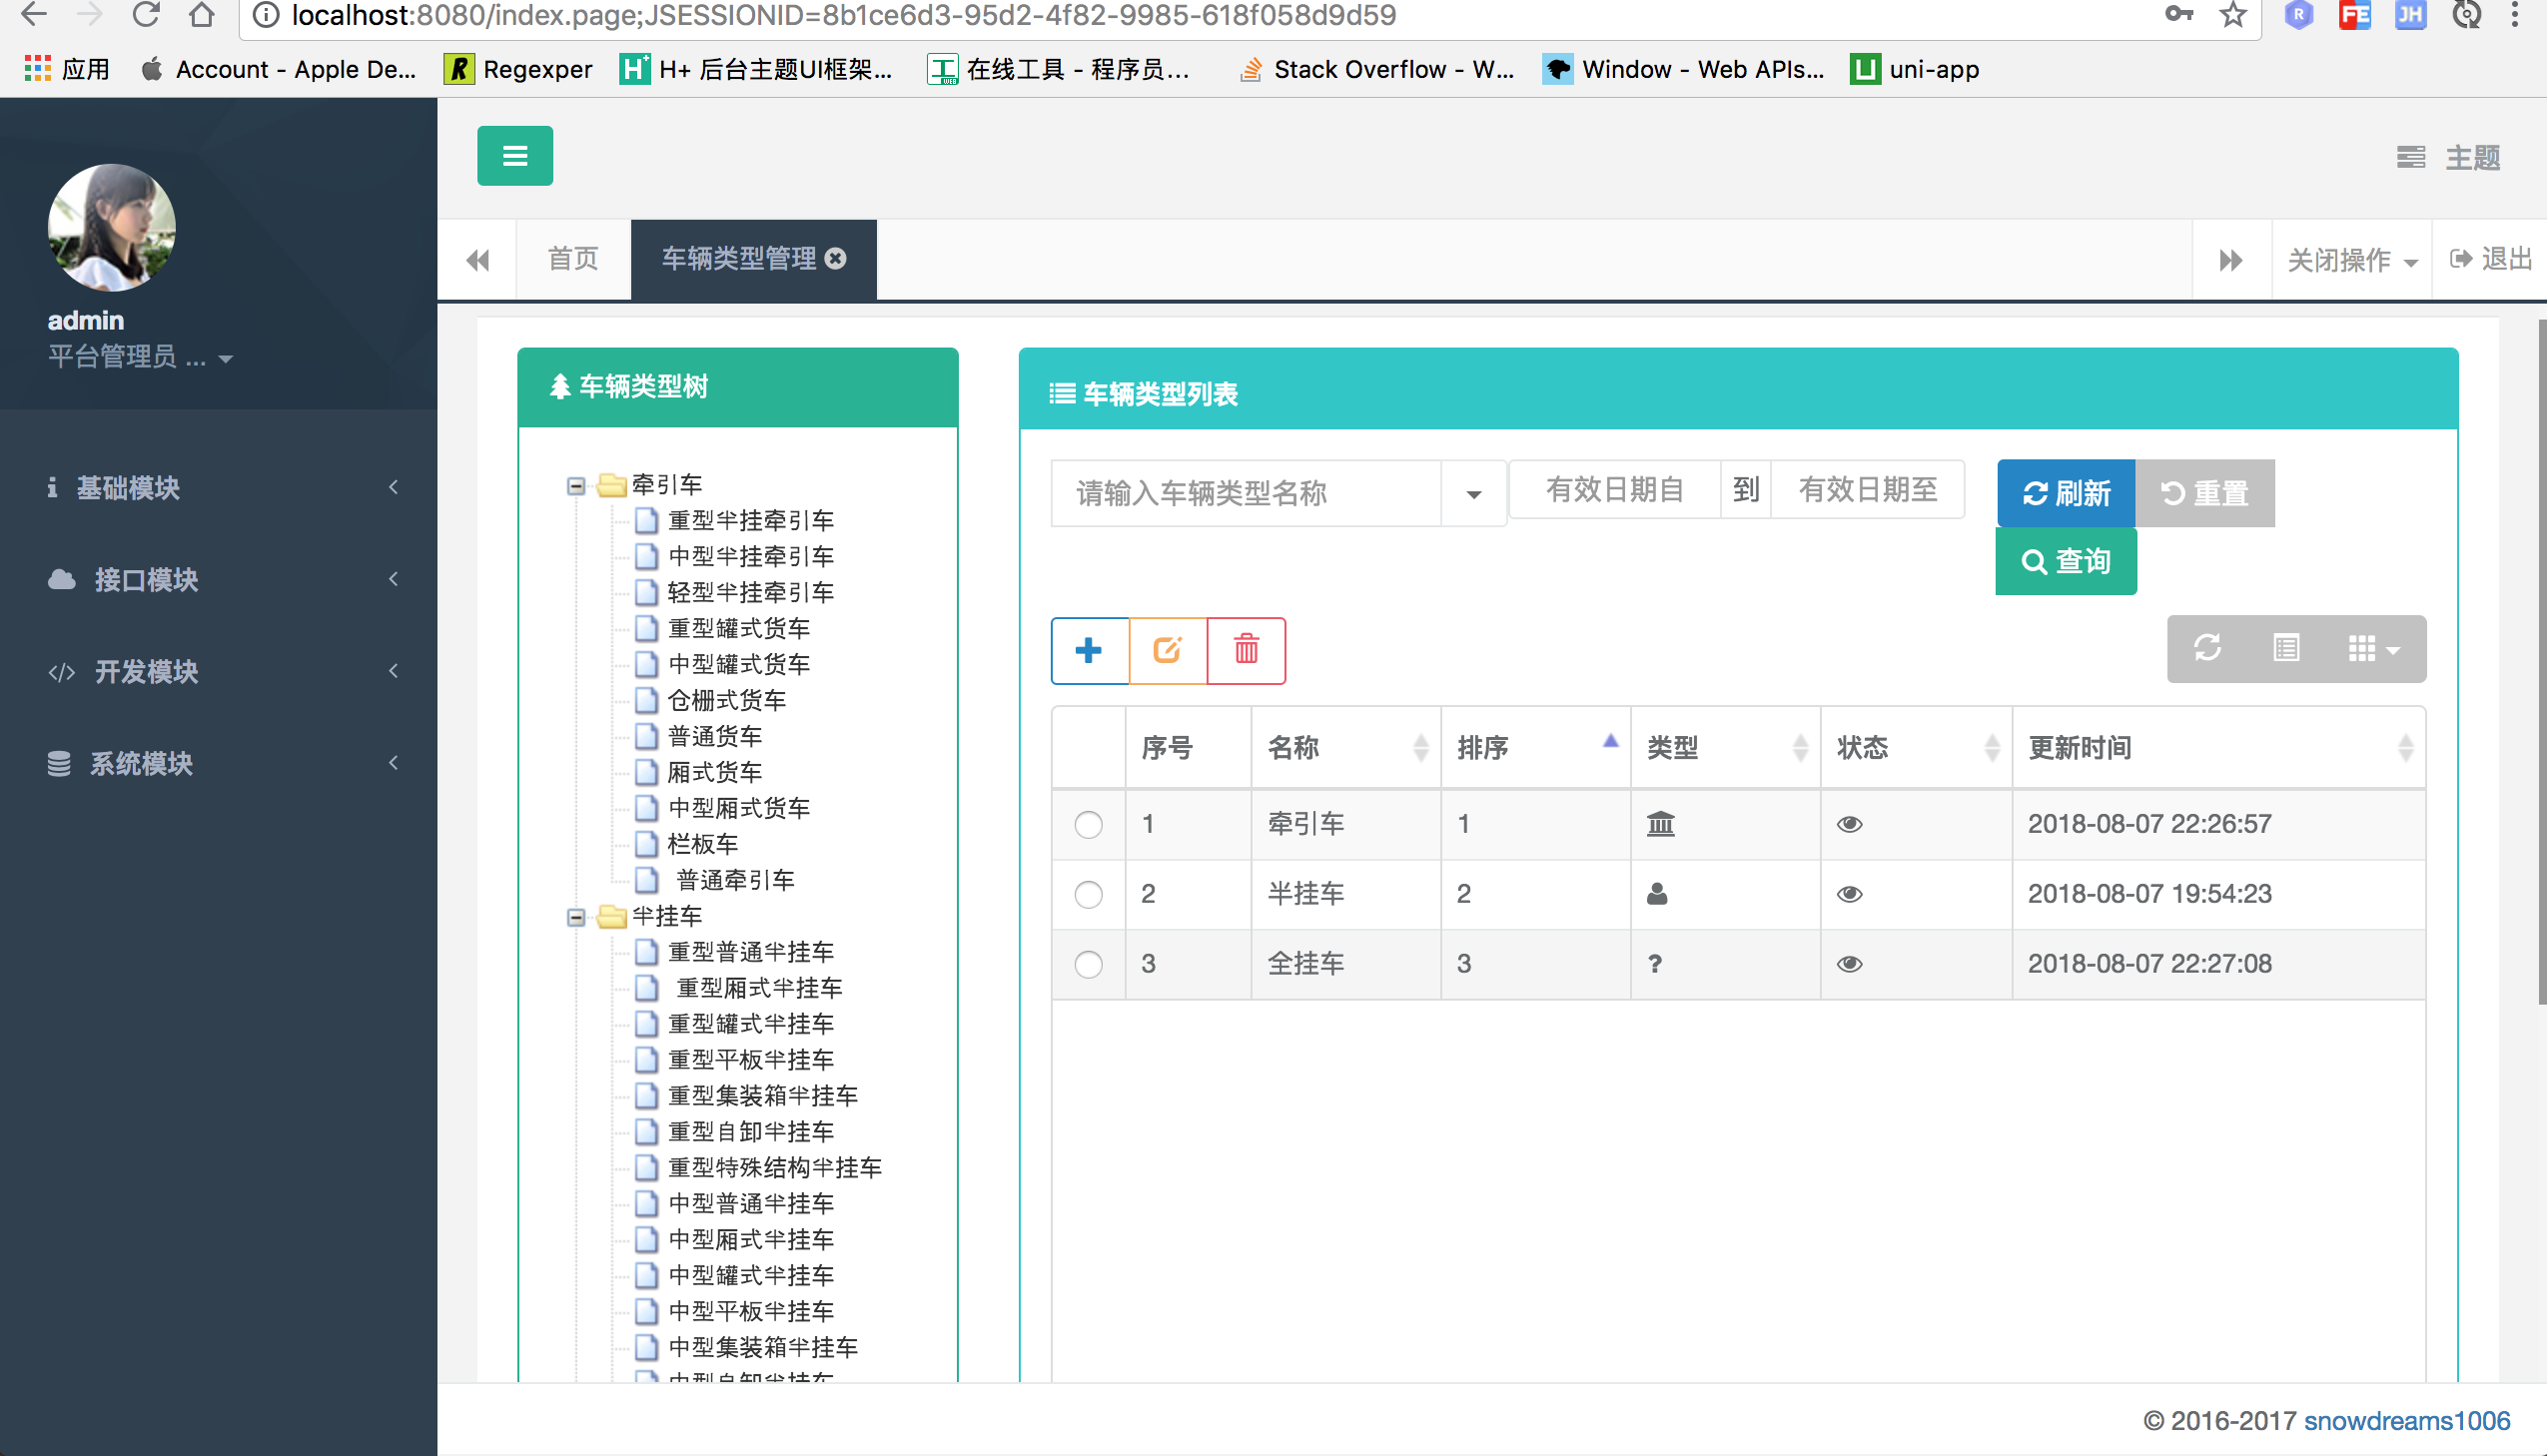 localhost:8080/index.page;JSESSIONID=8b1ce6d3-95d2-4f82-9985-618f058d9d59
R FE JH
应用 Account - Apple De... R Regexper H+ H+ 后台主题UI框架... 在线工具 - 程序员... Stack Overflow - W... Window - Web APIs... uni-app
主题
首页 车辆类型管理 关闭操作 退出
admin
平台管理员 ...
基础模块
接口模块
开发模块
系统模块
车辆类型树
牵引车
重型半挂牵引车
中型半挂牵引车
轻型半挂牵引车
重型罐式货车
中型罐式货车
仓栅式货车
普通货车
厢式货车
中型厢式货车
栏板车
普通牵引车
半挂车
重型普通半挂车
重型厢式半挂车
重型罐式半挂车
重型平板半挂车
重型集装箱半挂车
重型自卸半挂车
重型特殊结构半挂车
中型普通半挂车
中型厢式半挂车
中型罐式半挂车
中型平板半挂车
中型集装箱半挂车
中型自卸半挂车
车辆类型列表
请输入车辆类型名称 有效日期自 到 有效日期至 刷新 重置
查询
序号 名称 排序 类型 状态 更新时间
1 牵引车 1 2018-08-07 22:26:57
2 半挂车 2 2018-08-07 19:54:23
3 全挂车 3 ? 2018-08-07 22:27:08
© 2016-2017 snowdreams1006